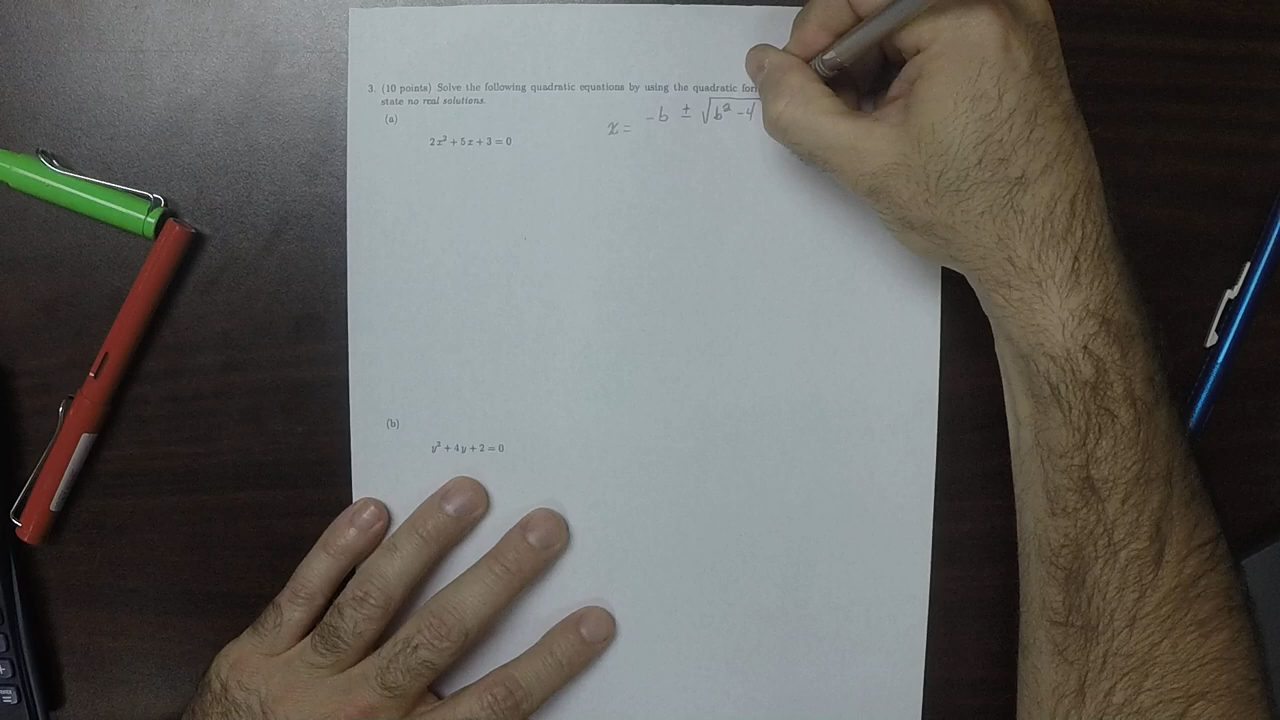 3. (10 points) Solve the following quadratic equations by using the quadratic
state no real solutions.
(a)
x = -b ± √b² - 4
2x² + 5x + 3 = 0
(b)
y² + 4y + 2 = 0